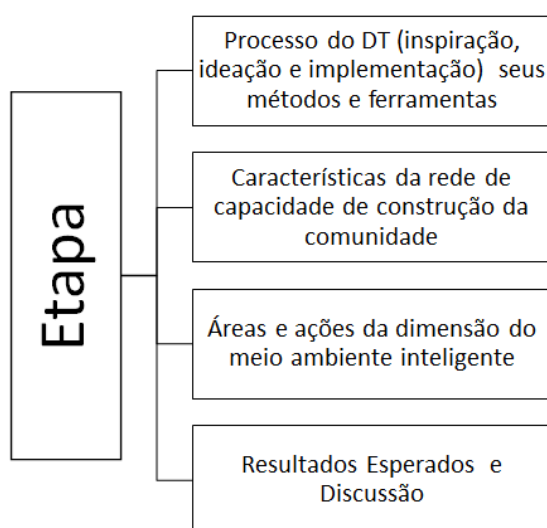 Etapa
Processo do DT (inspiração,
ideação e implementação) seus
métodos e ferramentas
Características da rede de
capacidade de construção da
comunidade
Áreas e ações da dimensão do
meio ambiente inteligente
Resultados Esperados e
Discussão